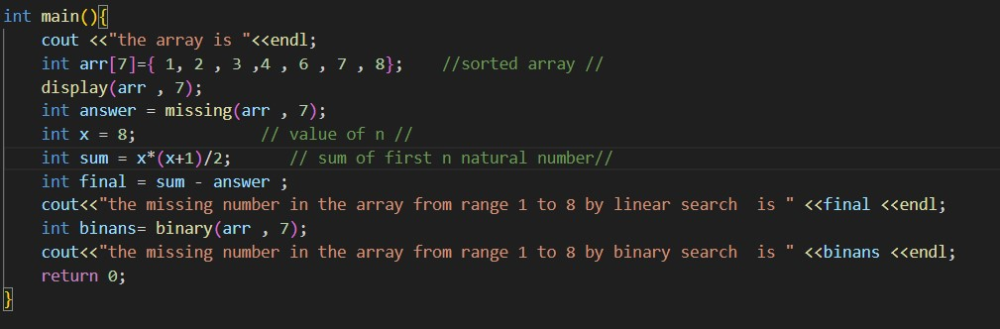 int main(){
    cout <<"the array is "<<endl;
    int arr[7]={ 1, 2 , 3 ,4 , 6 , 7 , 8};    //sorted array //
    display(arr , 7);
    int answer = missing(arr , 7);
    int x = 8;            // value of n //
    int sum = x*(x+1)/2;      // sum of first n natural number//
    int final = sum - answer ;
    cout<<"the missing number in the array from range 1 to 8 by linear search  is " <<final <<endl;
    int binans= binary(arr , 7);
    cout<<"the missing number in the array from range 1 to 8 by binary search  is " <<binans <<endl;
    return 0;
}